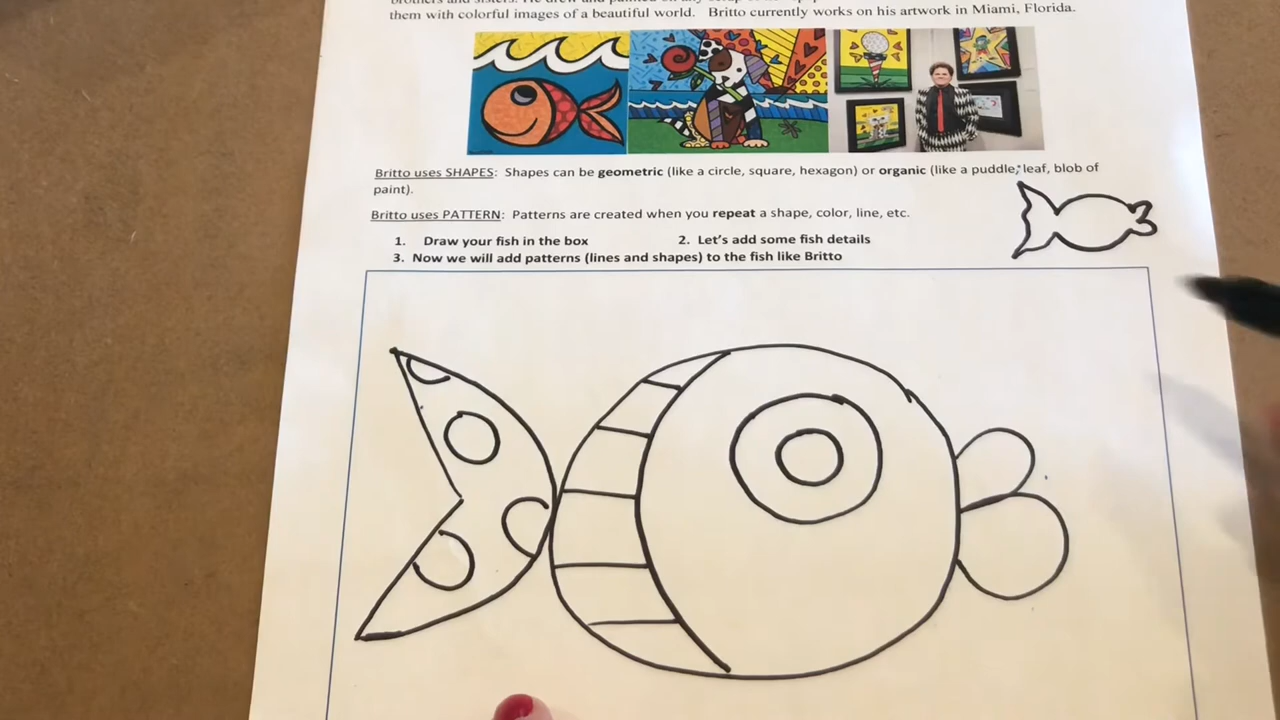 them with colorful images of a beautiful world. Britto currently works on his artwork in Miami, Florida.
Britto uses SHAPES: Shapes can be geometric (like a circle, square, hexagon) or organic (like a puddle, leaf, blob of
paint).
Britto uses PATTERN: Patterns are created when you repeat a shape, color, line, etc.
1. Draw your fish in the box 2. Let's add some fish details
3. Now we will add patterns (lines and shapes) to the fish like Britto